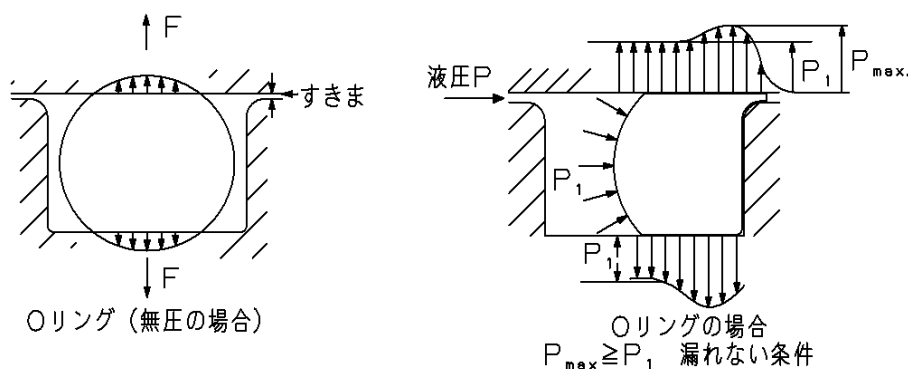 F
すきま
F
Oリング（無圧の場合）
液圧P
P1
Pmax.
P1
P1
Oリングの場合
Pmax≧P1 漏れない条件